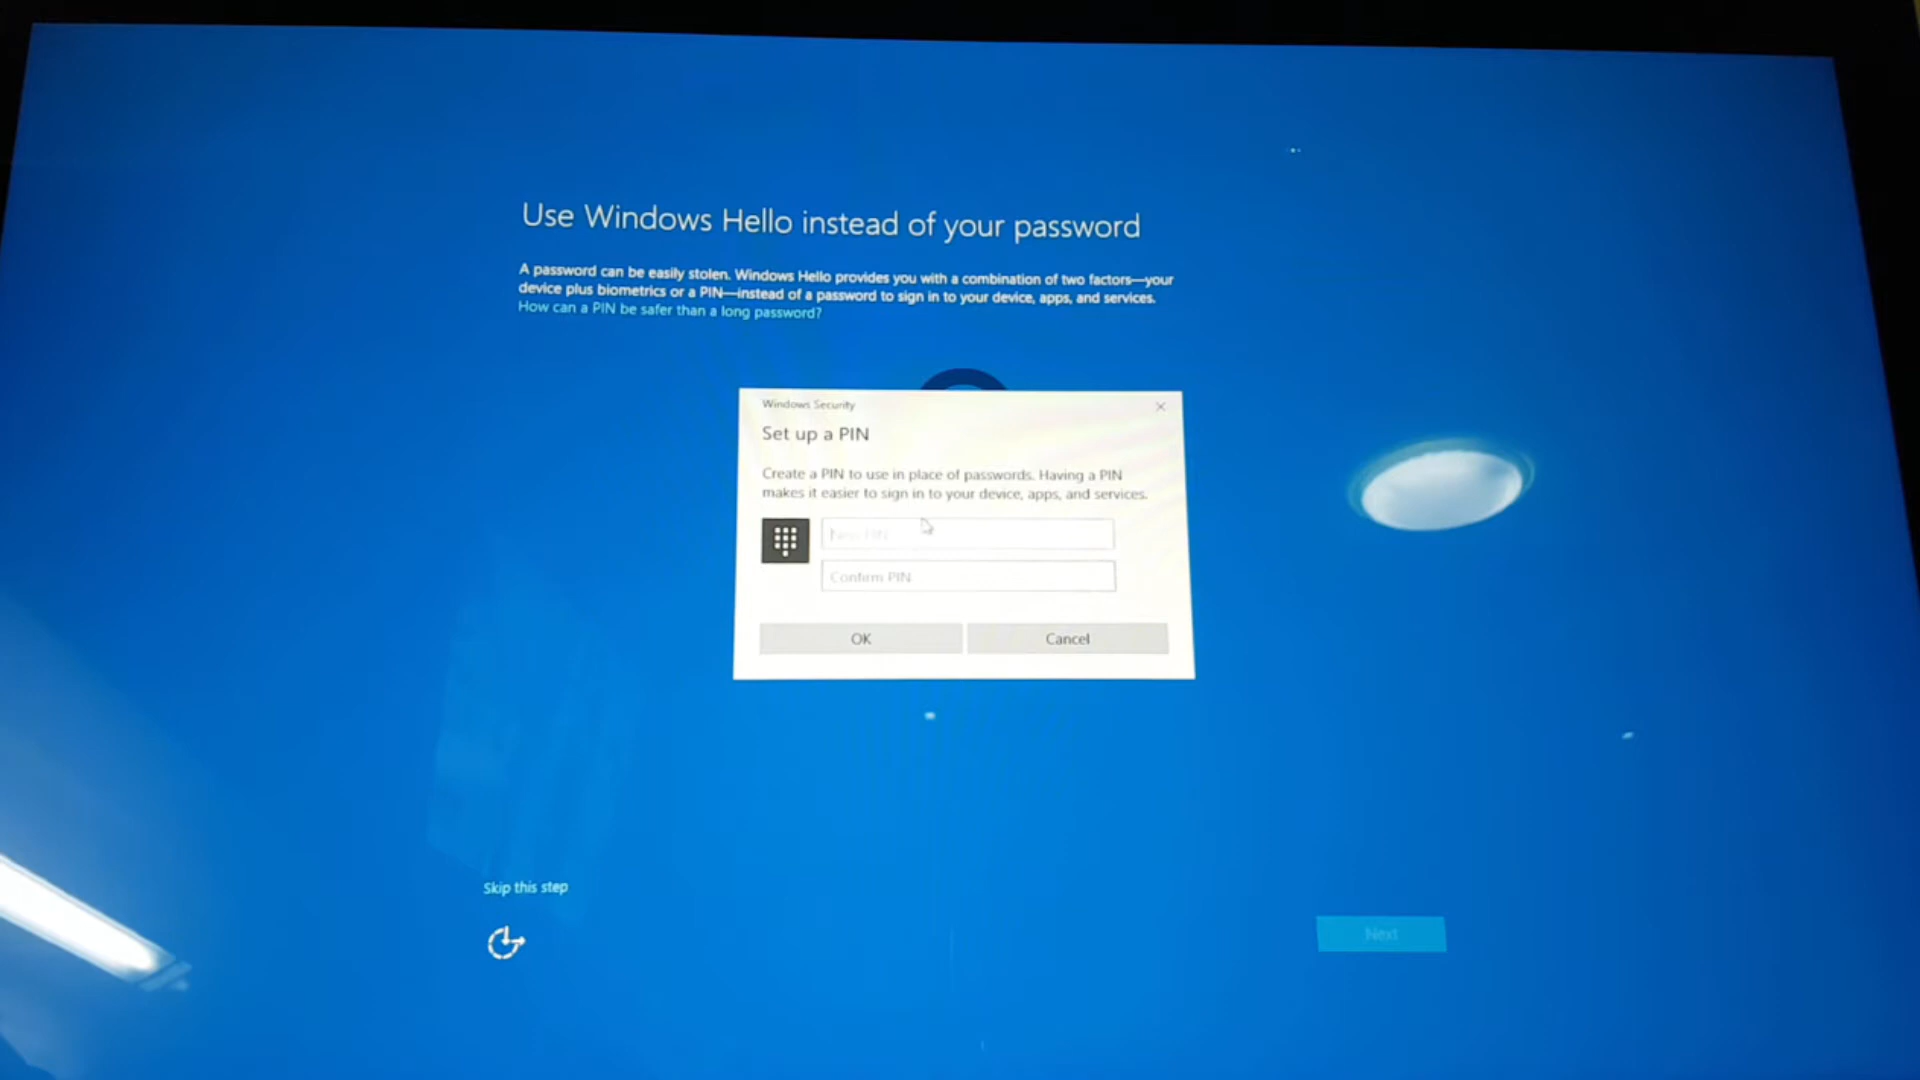 Use Windows Hello instead of your password
A password can be easily stolen. Windows Hello provides you with a combination of two factors—your
device plus biometrics or a PIN—instead of a password to sign in to your device, apps, and services.
How can a PIN be safer than a long password?
Windows Security
Set up a PIN
Create a PIN to use in place of passwords. Having a PIN
makes it easier to sign in to your device, apps, and services.
New PIN
Confirm PIN
OK
Cancel
Skip this step
Next